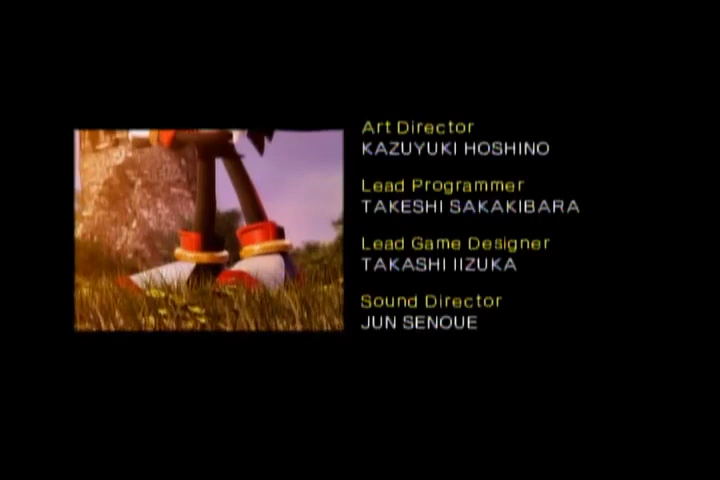 Art Director
KAZUYUKI HOSHINO
Lead Programmer
TAKESHI SAKAKIBARA
Lead Game Designer
TAKASHI IIZUKA
Sound Director
JUN SENOUE